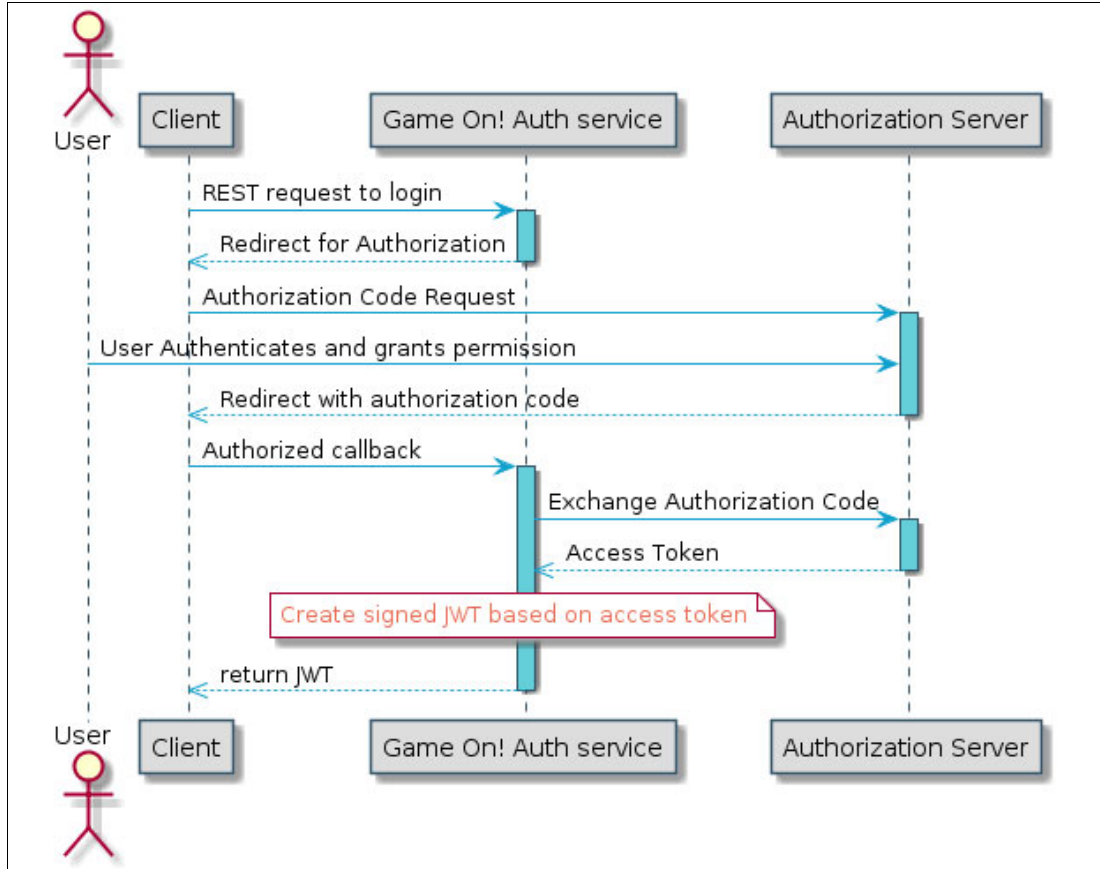 User
Client
Game On! Auth service
Authorization Server
REST request to login
Redirect for Authorization
Authorization Code Request
User Authenticates and grants permission
Redirect with authorization code
Authorized callback
Exchange Authorization Code
Access Token
Create signed JWT based on access token
return JWT
User
Client
Game On! Auth service
Authorization Server